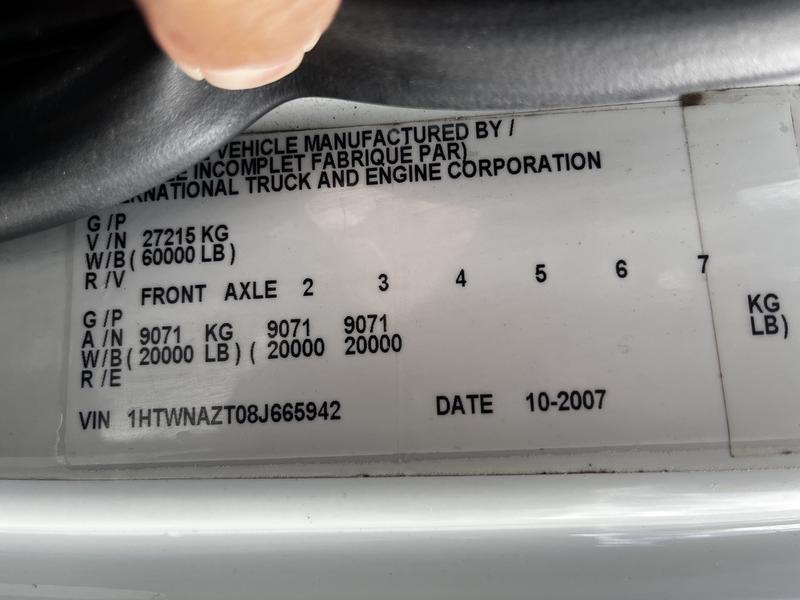 VEHICLE MANUFACTURED BY /
INCOMPLET FABRIQUE PAR)
TRUCK AND ENGINE CORPORATION
G /P
V /N 27215 KG
W/B ( 60000 LB )
R /V
FRONT AXLE 2 3 4 5 6 7
G /P
A /N 9071 KG 9071 9071 KG
W/B ( 20000 LB ) ( 20000 20000 LB)
R /E
VIN 1HTWNAZT08J665942 DATE 10-2007